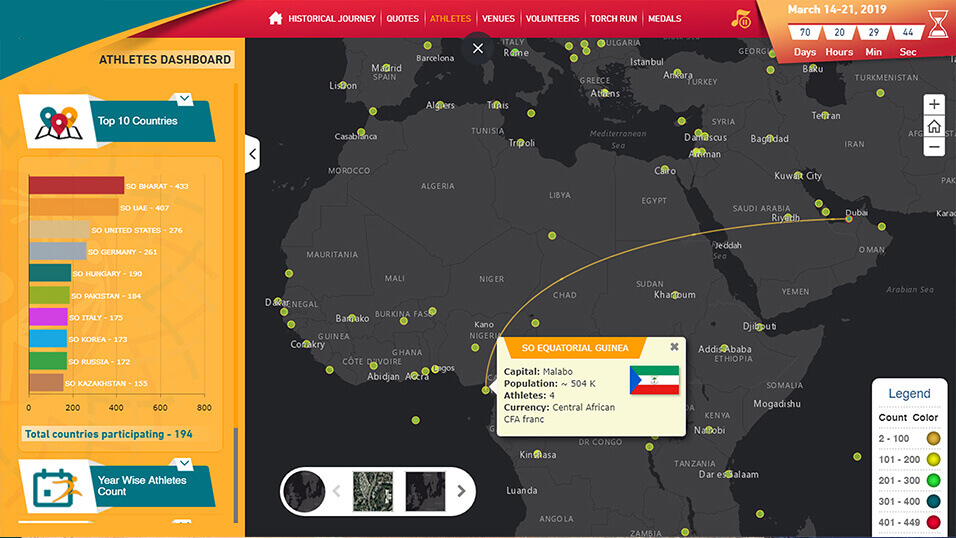 HISTORICAL JOURNEY
QUOTES
ATHLETES
VENUES
VOLUNTEERS
TORCH RUN
MEDALS
March 14-21, 2019
70 20 29 44
Days Hours Min Sec
ATHLETES DASHBOARD
Top 10 Countries
SO BHARAT - 433
SO UAE - 407
SO UNITED STATES - 276
SO GERMANY - 261
SO HUNGARY - 190
SO PAKISTAN - 184
SO ITALY - 175
SO KOREA - 173
SO RUSSIA - 172
SO KAZAKHSTAN - 155
0 200 400 600 800
Total countries participating - 194
Year Wise Athletes
Count
Barcelona
ITALY
Rome
BULGARIA
Istanbul
GEORGIA
Madrid
SPAIN
Lisbon
GREECE
Athens
Ankara
TURKEY
Baku
TURKMENISTAN
Algiers
Tunis
Casablanca
TUNISIA
Tripoli
Mediterranean
Sea
SYRIA
Damascus
Baghdad
Tehran
IRAN
Amman
MOROCCO
Cairo
Kuwait City
ALGERIA
LIBYA
EGYPT
SAUDI ARABIA
Riyadh
Dubai
Jeddah
Sea
OMAN
MAURITANIA
MALI
NIGER
CHAD
SUDAN
Khartoum
YEMEN
Arabian Sea
Dakar
SENEGAL
Bamako
BURKINA FASO
Kano
NIGERIA
Djibouti
GUINEA
Conakry
GHANA
CÔTE D'IVOIRE
Abidjan
Accra
Lagos
Addis Ababa
ETHIOPIA
SO EQUATORIAL GUINEA
Capital: Malabo
Population: ~ 504 K
Athletes: 4
Currency: Central African
CFA franc
SOMALIA
Mogadishu
KENYA
Nairobi
DR CONGO
Kinshasa
TANZANIA
Dar es Salaam
Luanda
ANGOLA
Legend
Count Color
2 - 100
101 - 200
201 - 300
301 - 400
401 - 449